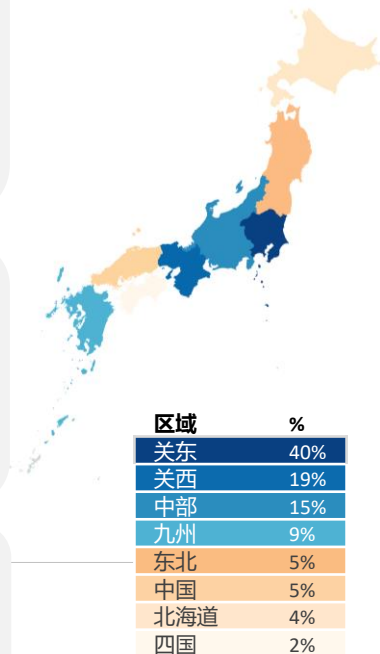 区域 %
关东 40%
关西 19%
中部 15%
九州 9%
东北 5%
中国 5%
北海道 4%
四国 2%